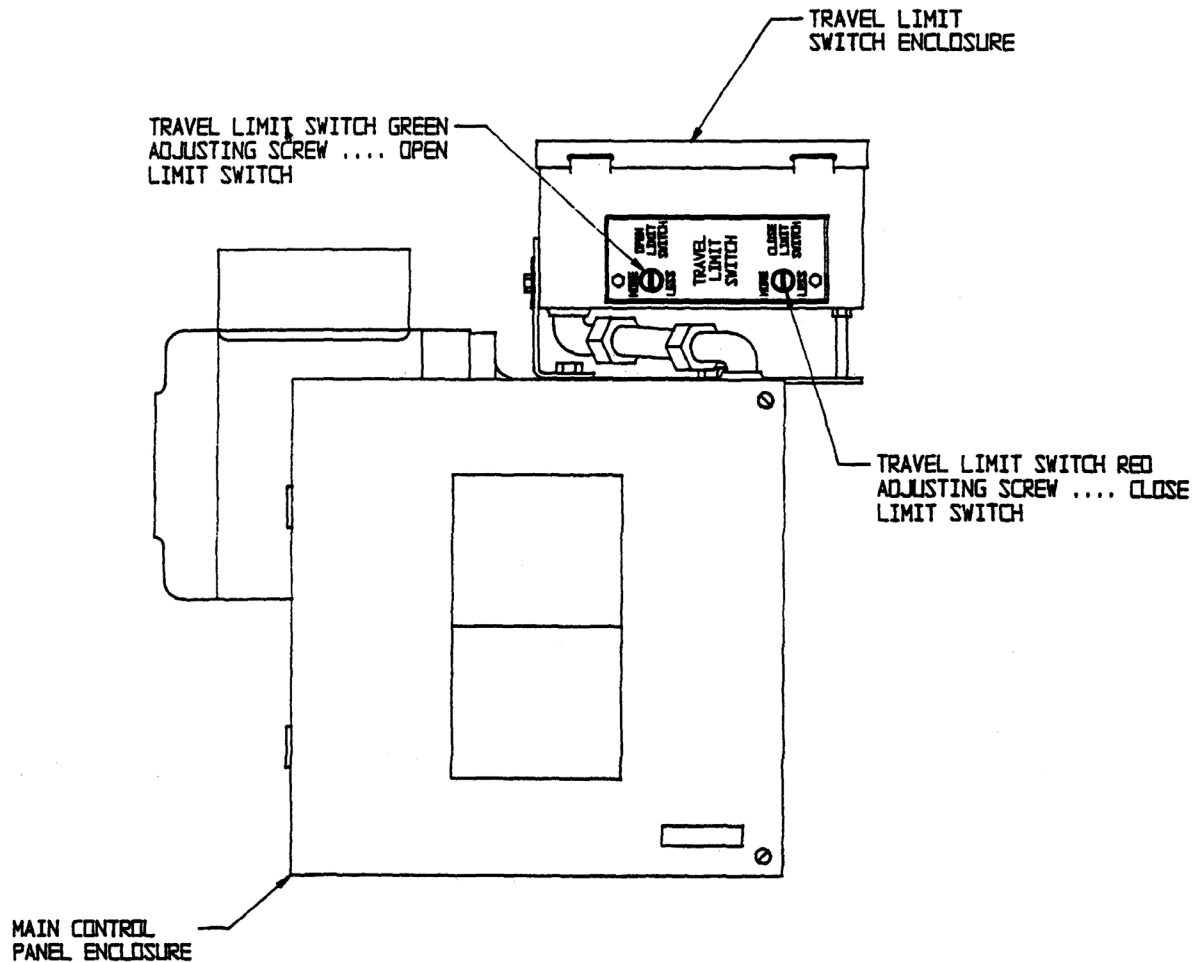 TRAVEL LIMIT
SWITCH ENCLOSURE
TRAVEL LIMIT SWITCH GREEN
ADJUSTING SCREW .... OPEN
LIMIT SWITCH
OPEN
LIMIT
SWITCH
MORE
LESS
TRAVEL
LIMIT
SWITCH
CLOSE
LIMIT
SWITCH
MORE
LESS
TRAVEL LIMIT SWITCH RED
ADJUSTING SCREW .... CLOSE
LIMIT SWITCH
MAIN CONTROL
PANEL ENCLOSURE